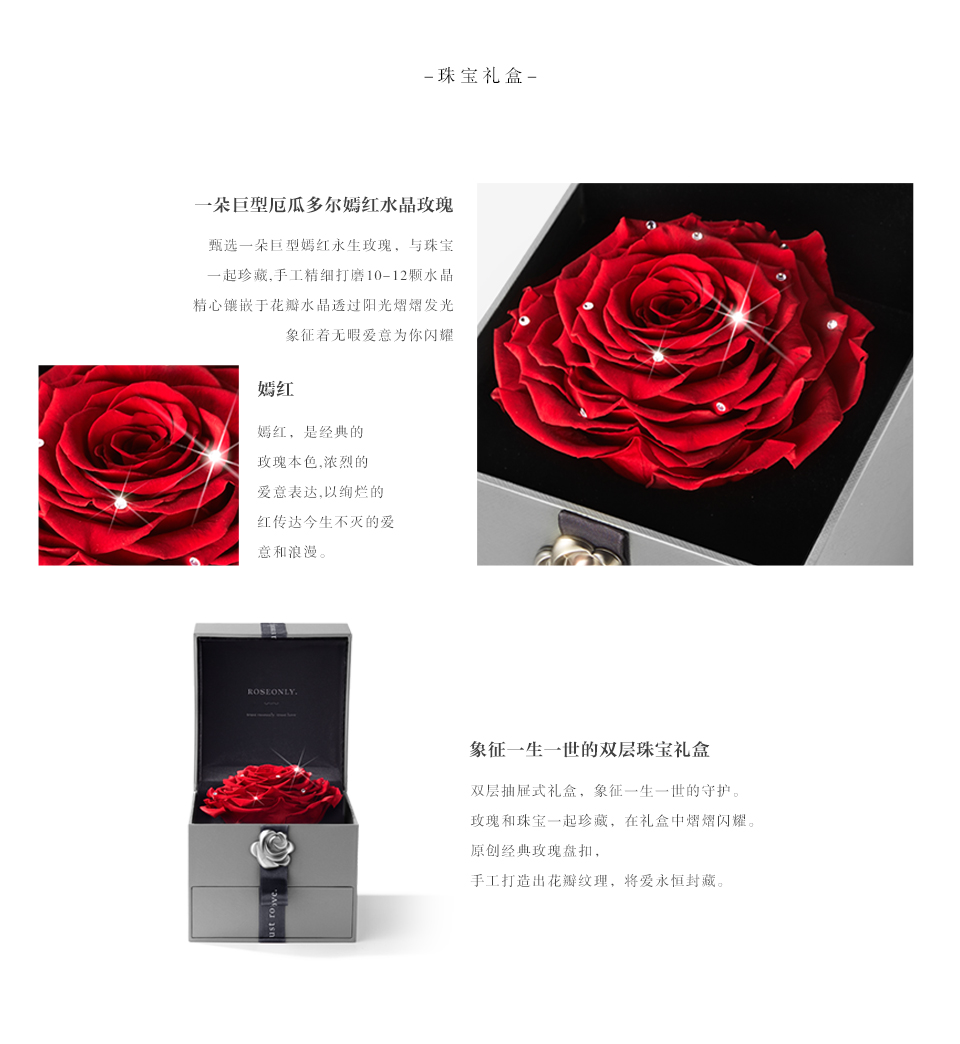 –珠宝礼盒–
一朵巨型厄瓜多尔嫣红水晶玫瑰
甄选一朵巨型嫣红永生玫瑰，与珠宝
一起珍藏,手工精细打磨10–12颗水晶
精心镶嵌于花瓣水晶透过阳光熠熠发光
象征着无暇爱意为你闪耀
嫣红
嫣红，是经典的
玫瑰本色,浓烈的
爱意表达,以绚烂的
红传达今生不灭的爱
意和浪漫。
ROSEONLY.
ust ro
ove.
象征一生一世的双层珠宝礼盒
双层抽屉式礼盒，象征一生一世的守护。
玫瑰和珠宝一起珍藏，在礼盒中熠熠闪耀。
原创经典玫瑰盘扣，
手工打造出花瓣纹理，将爱永恒封藏。